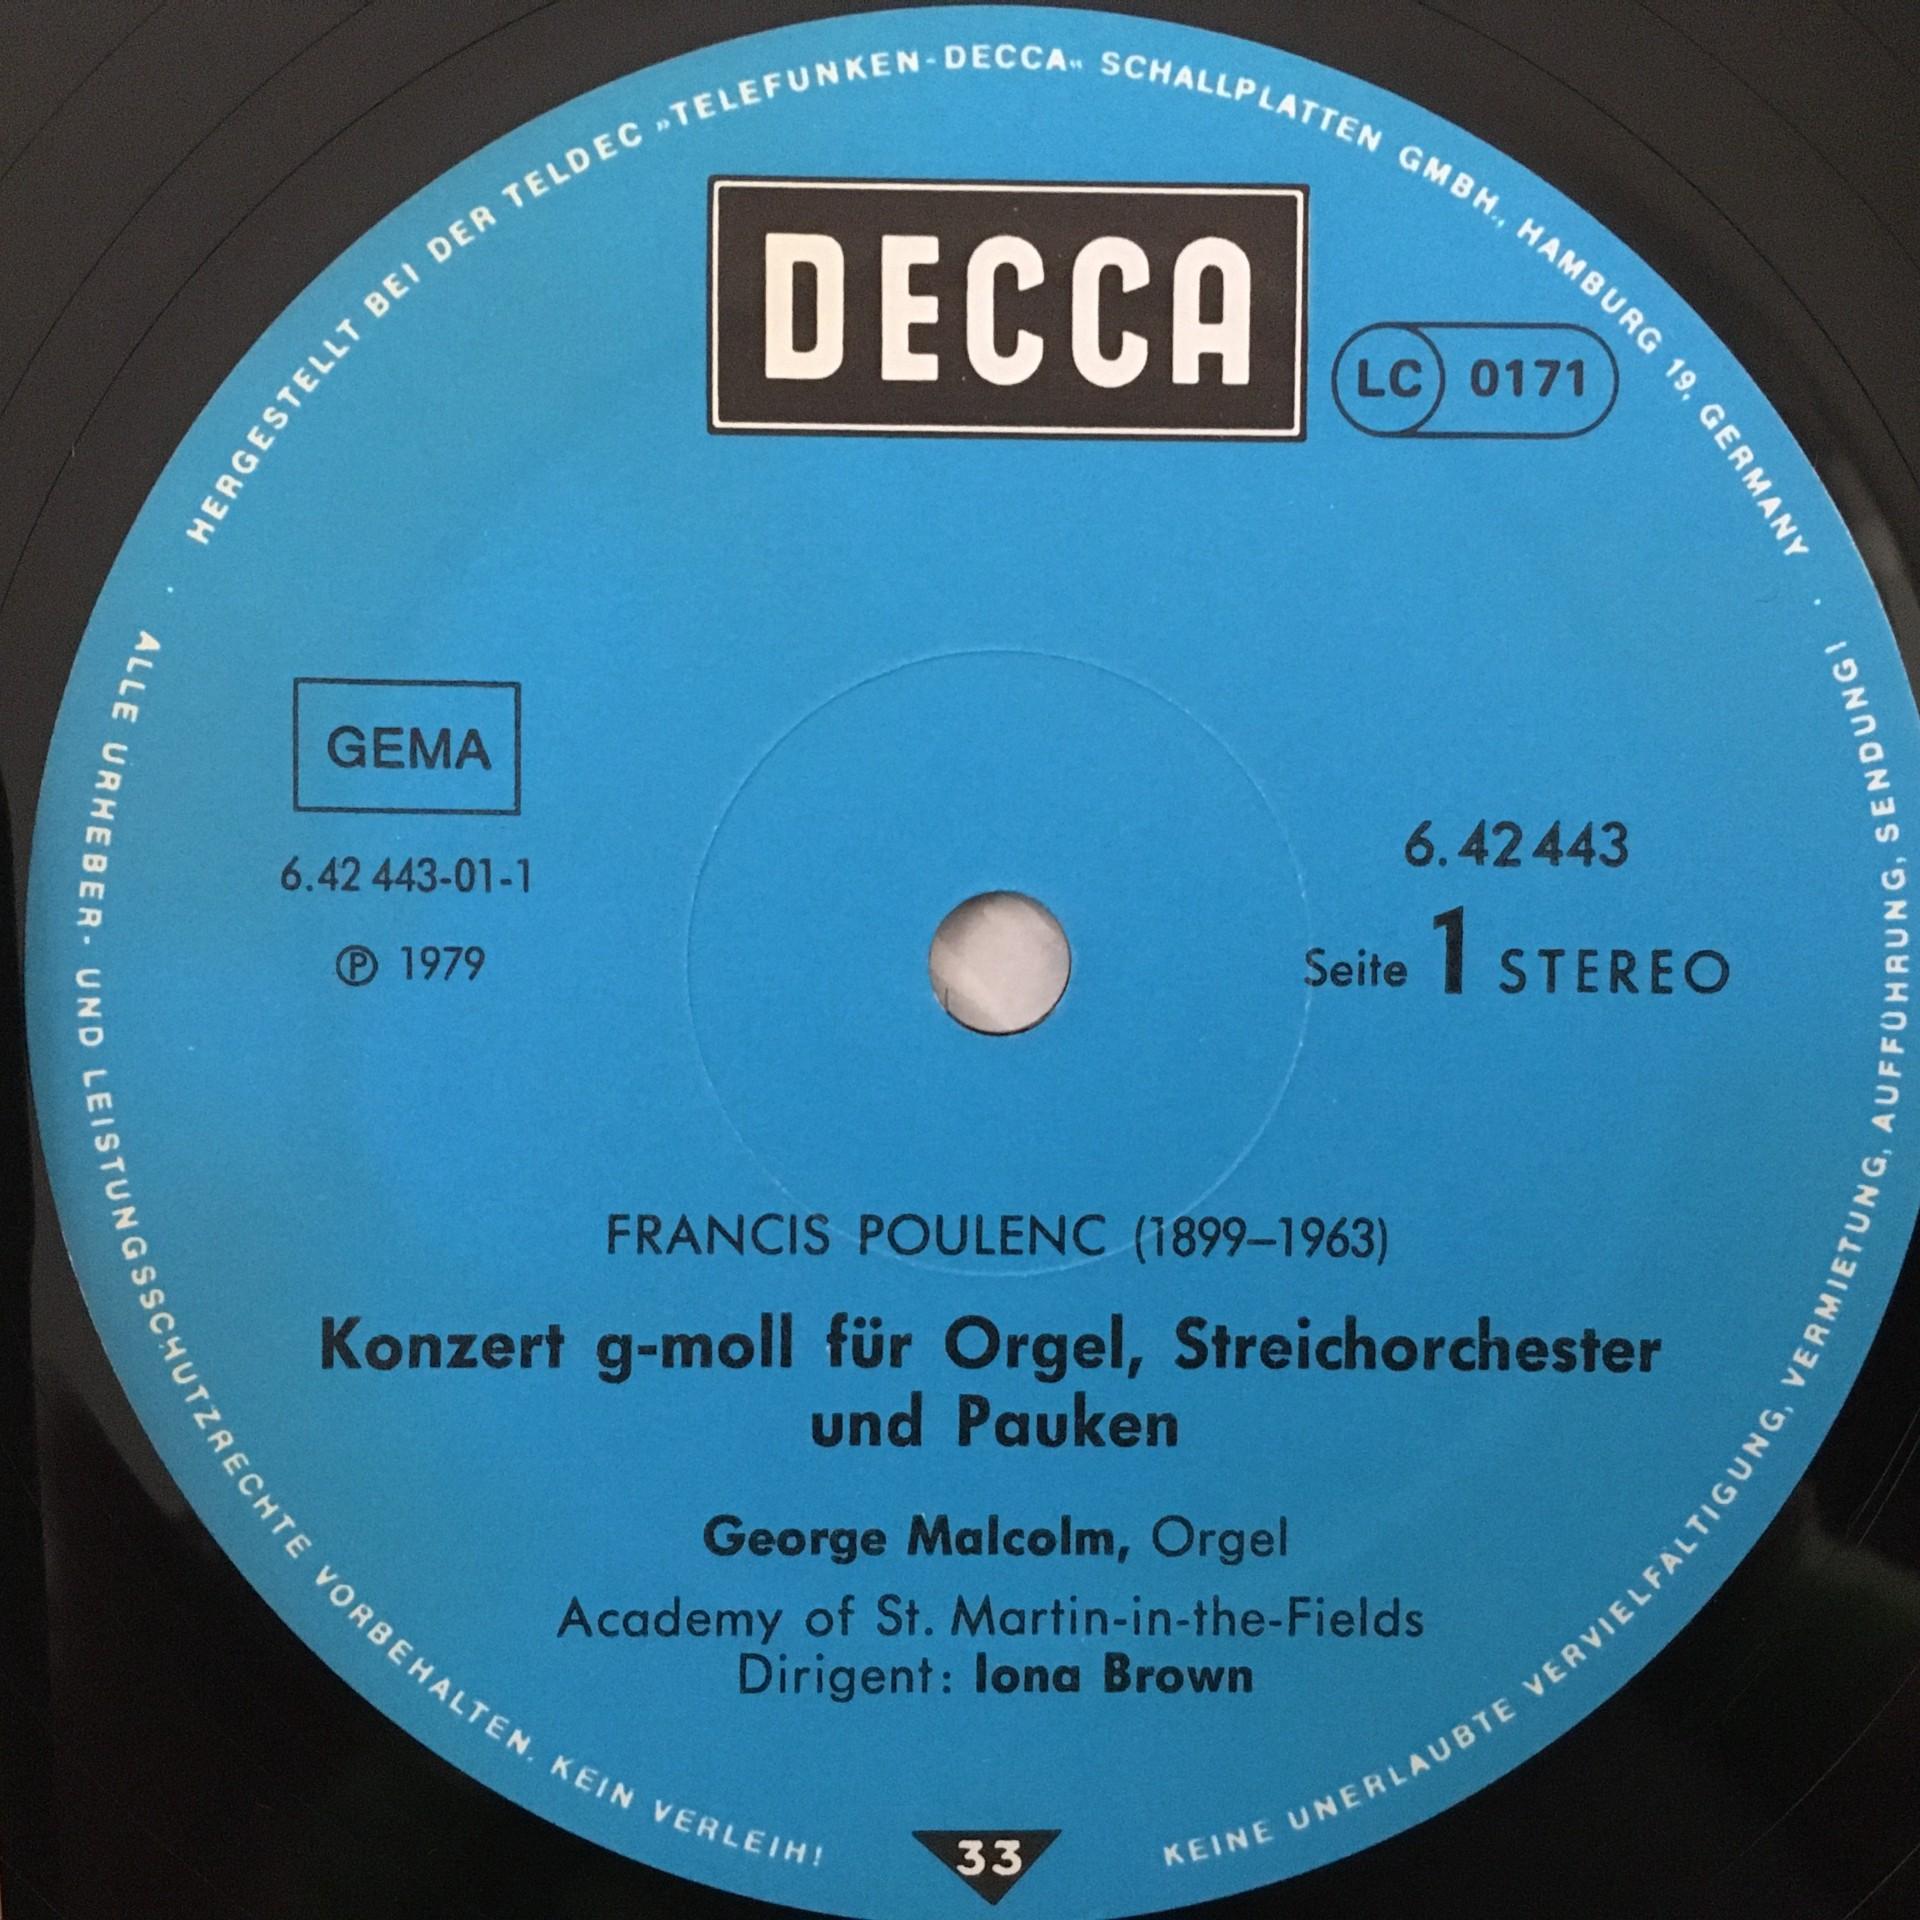 HERGESTELLT BEI DER TELDEC »TELEFUNKEN-DECCA« SCHALLPLATTEN GMBH., HAMBURG 19, GERMANY
DECCA
LC 0171
GEMA
6.42 443-01-1
Ⓟ 1979
6.42443
Seite 1 STEREO
FRANCIS POULENC (1899–1963)
Konzert g-moll für Orgel, Streichorchester
und Pauken
George Malcolm, Orgel
Academy of St. Martin-in-the-Fields
Dirigent: Iona Brown
33
ALLE URHEBER- UND LEISTUNGSSCHUTZRECHTE VORBEHALTEN. KEIN VERLEIH!
KEINE UNERLAUBTE VERVIELFÄLTIGUNG, VERMIETUNG, AUFFÜHRUNG, SENDUNG!